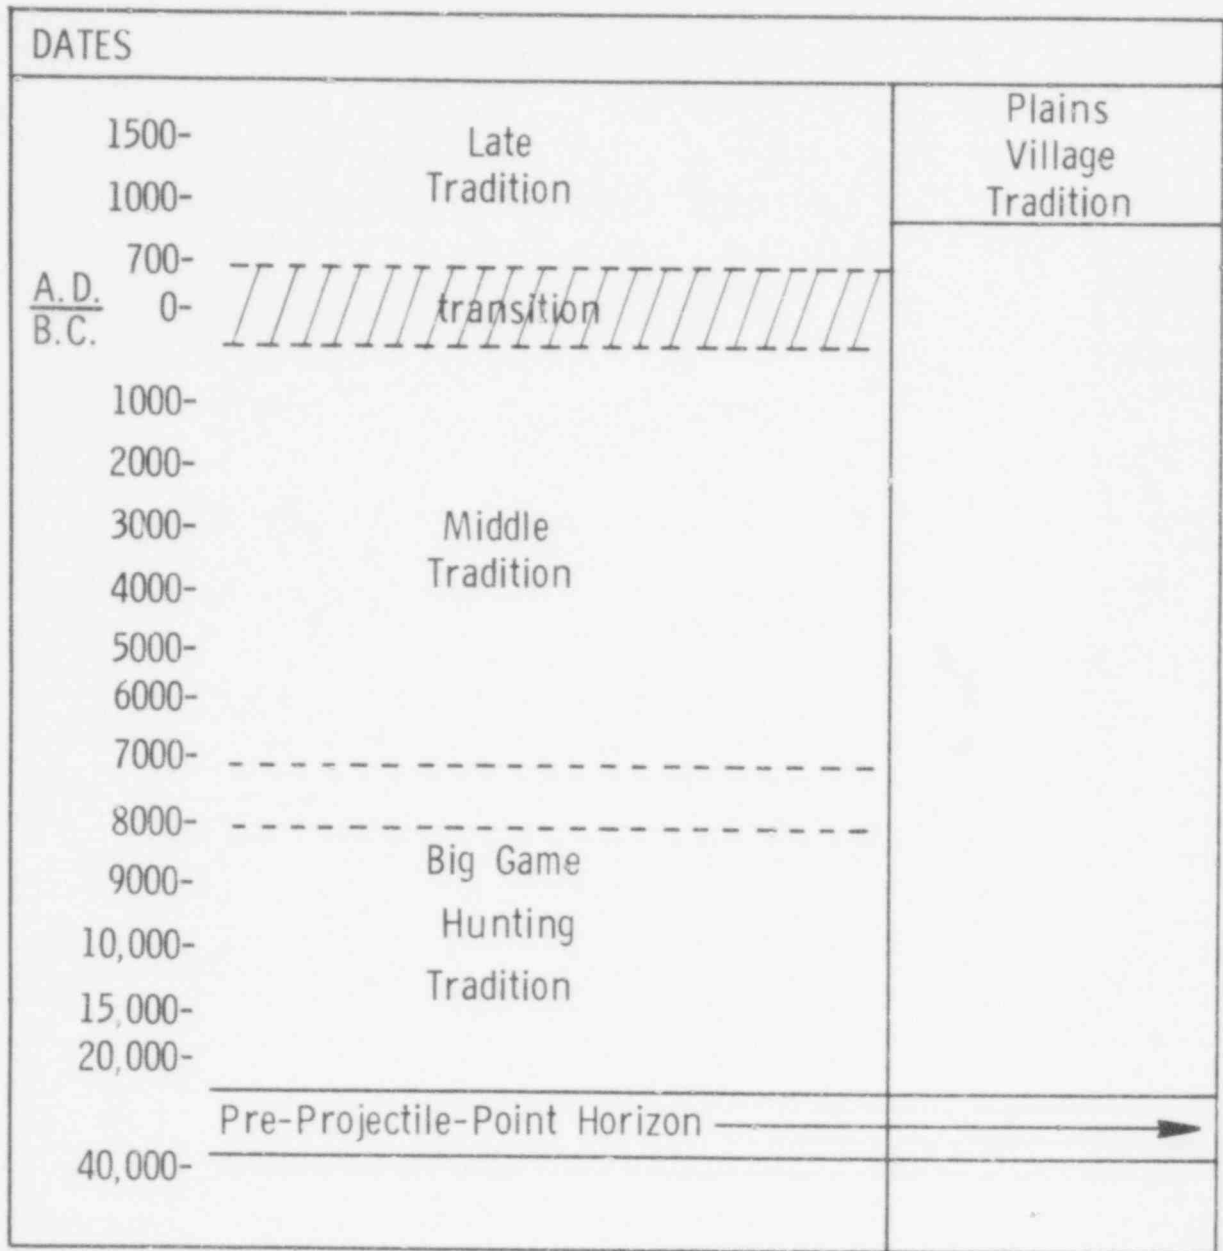 DATES
1500-
Late
Tradition
Plains
Village
Tradition
1000-
700-
A.D.
B.C.
0-
transition
1000-
2000-
3000-
Middle
Tradition
4000-
5000-
6000-
7000-
8000-
Big Game
9000-
Hunting
10,000-
Tradition
15,000-
20,000-
Pre-Projectile-Point Horizon
40,000-